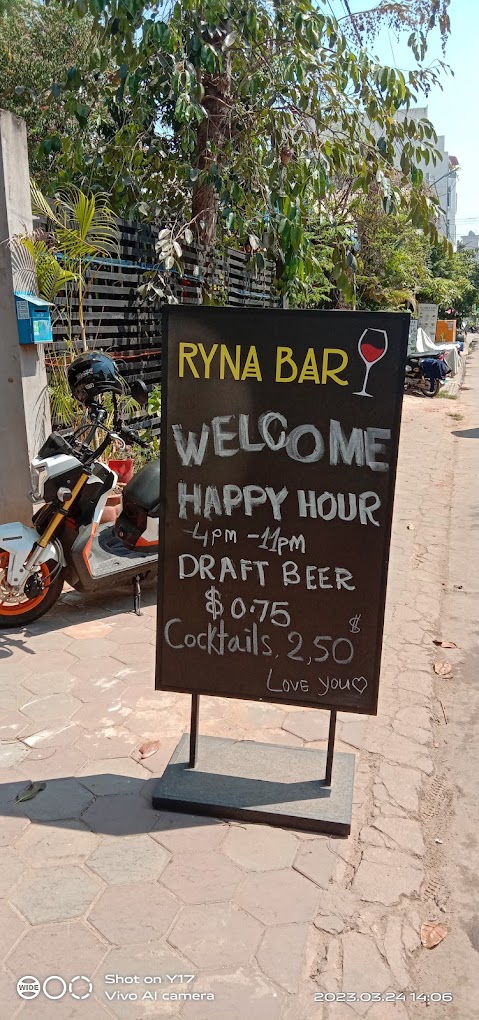 RYNA BAR
WELCOME
HAPPY HOUR
4PM - 11PM
DRAFT BEER
$ 0.75
Cocktails, 2,50 $
LOVE YOU♡
WIDE
Shot on Y17
Vivo AI camera
2023.03.24 14:06